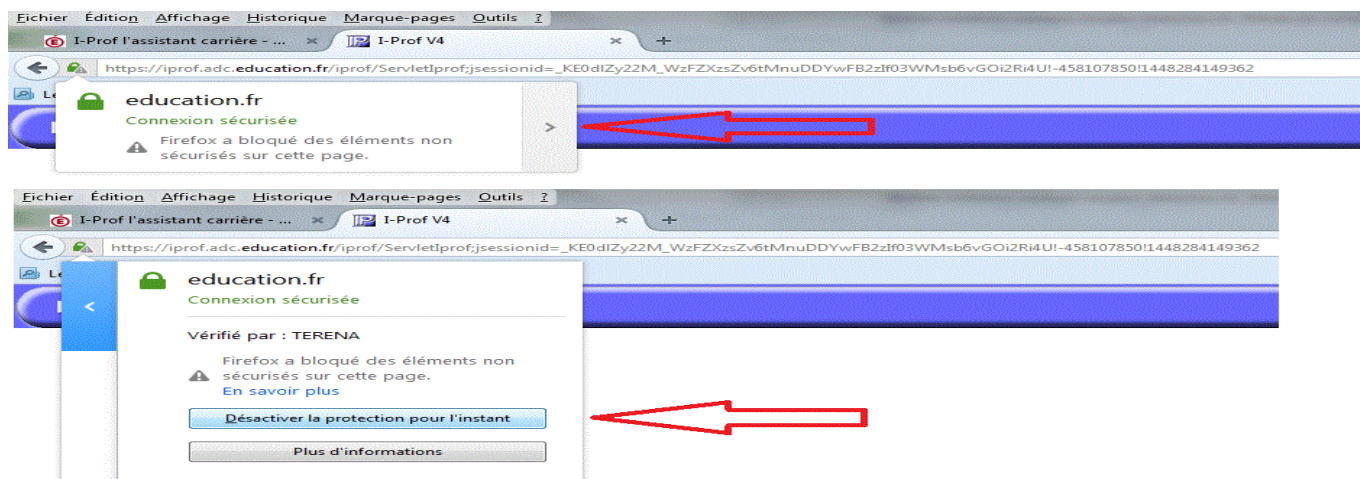 Fichier Édition Affichage Historique Marque-pages Outils ?
I-Prof l'assistant carrière - ... × I-Prof V4 × +
https://iprof.adc.education.fr/iprof/ServletIprof;jsessionid=_KE0dIZy22M_WzFZXzsZv6tMnuDDYwFB2zIf03WMsb6vGOi2Ri4U!-458107850!1448284149362
education.fr
Connexion sécurisée
Firefox a bloqué des éléments non
sécurisés sur cette page.
>
Fichier Édition Affichage Historique Marque-pages Outils ?
I-Prof l'assistant carrière - ... × I-Prof V4 × +
https://iprof.adc.education.fr/iprof/ServletIprof;jsessionid=_KE0dIZy22M_WzFZXzsZv6tMnuDDYwFB2zIf03WMsb6vGOi2Ri4U!-458107850!1448284149362
<
education.fr
Connexion sécurisée
Vérifié par : TERENA
Firefox a bloqué des éléments non
sécurisés sur cette page.
En savoir plus
Désactiver la protection pour l'instant
Plus d'informations